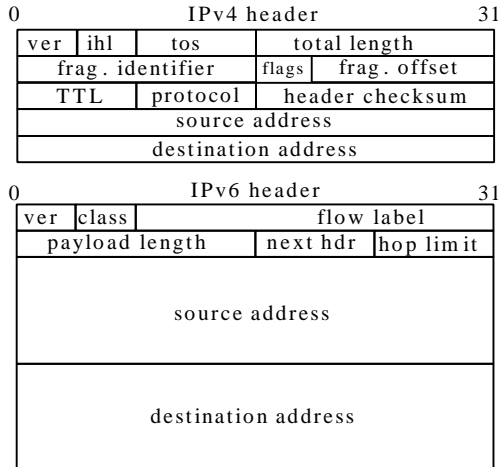 0 IPv4 header 31
ver ihl tos total length
frag. identifier flags frag. offset
TTL protocol header checksum
source address
destination address
0 IPv6 header 31
ver class flow label
payload length next hdr hop limit
source address
destination address